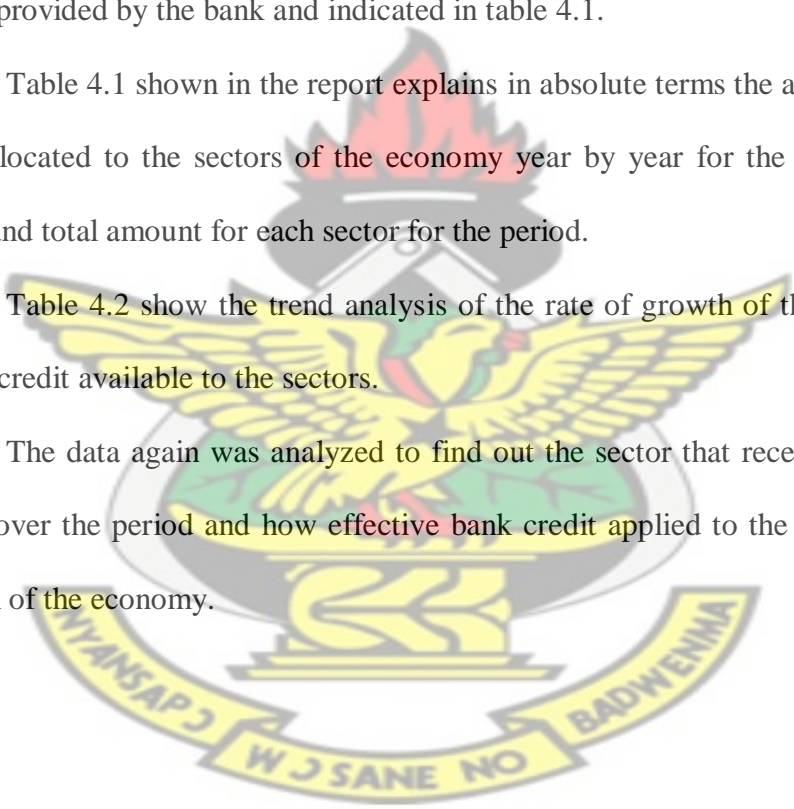 provided by the bank and indicated in table 4.1.
Table 4.1 shown in the report explains in absolute terms the a
located to the sectors of the economy year by year for the
nd total amount for each sector for the period.
Table 4.2 show the trend analysis of the rate of growth of th
credit available to the sectors.
The data again was analyzed to find out the sector that rece
over the period and how effective bank credit applied to the
of the economy.
NYANSAPƆ WƆSANE NO BADWENMA